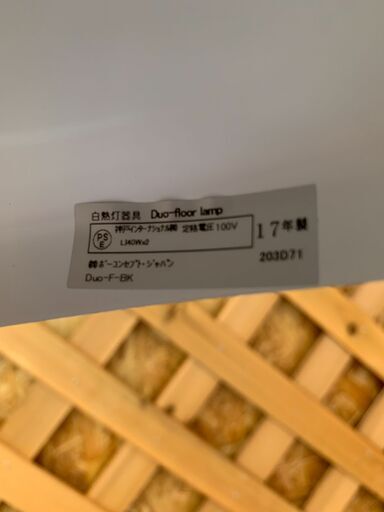 白熱灯器具 Duo-floor lamp
PSE 神戸インターナショナル㈱ 定格電圧100V
LJ40Wx2
17年製
203D71
㈱ボーコンセプト・ジャパン
Duo-F-BK